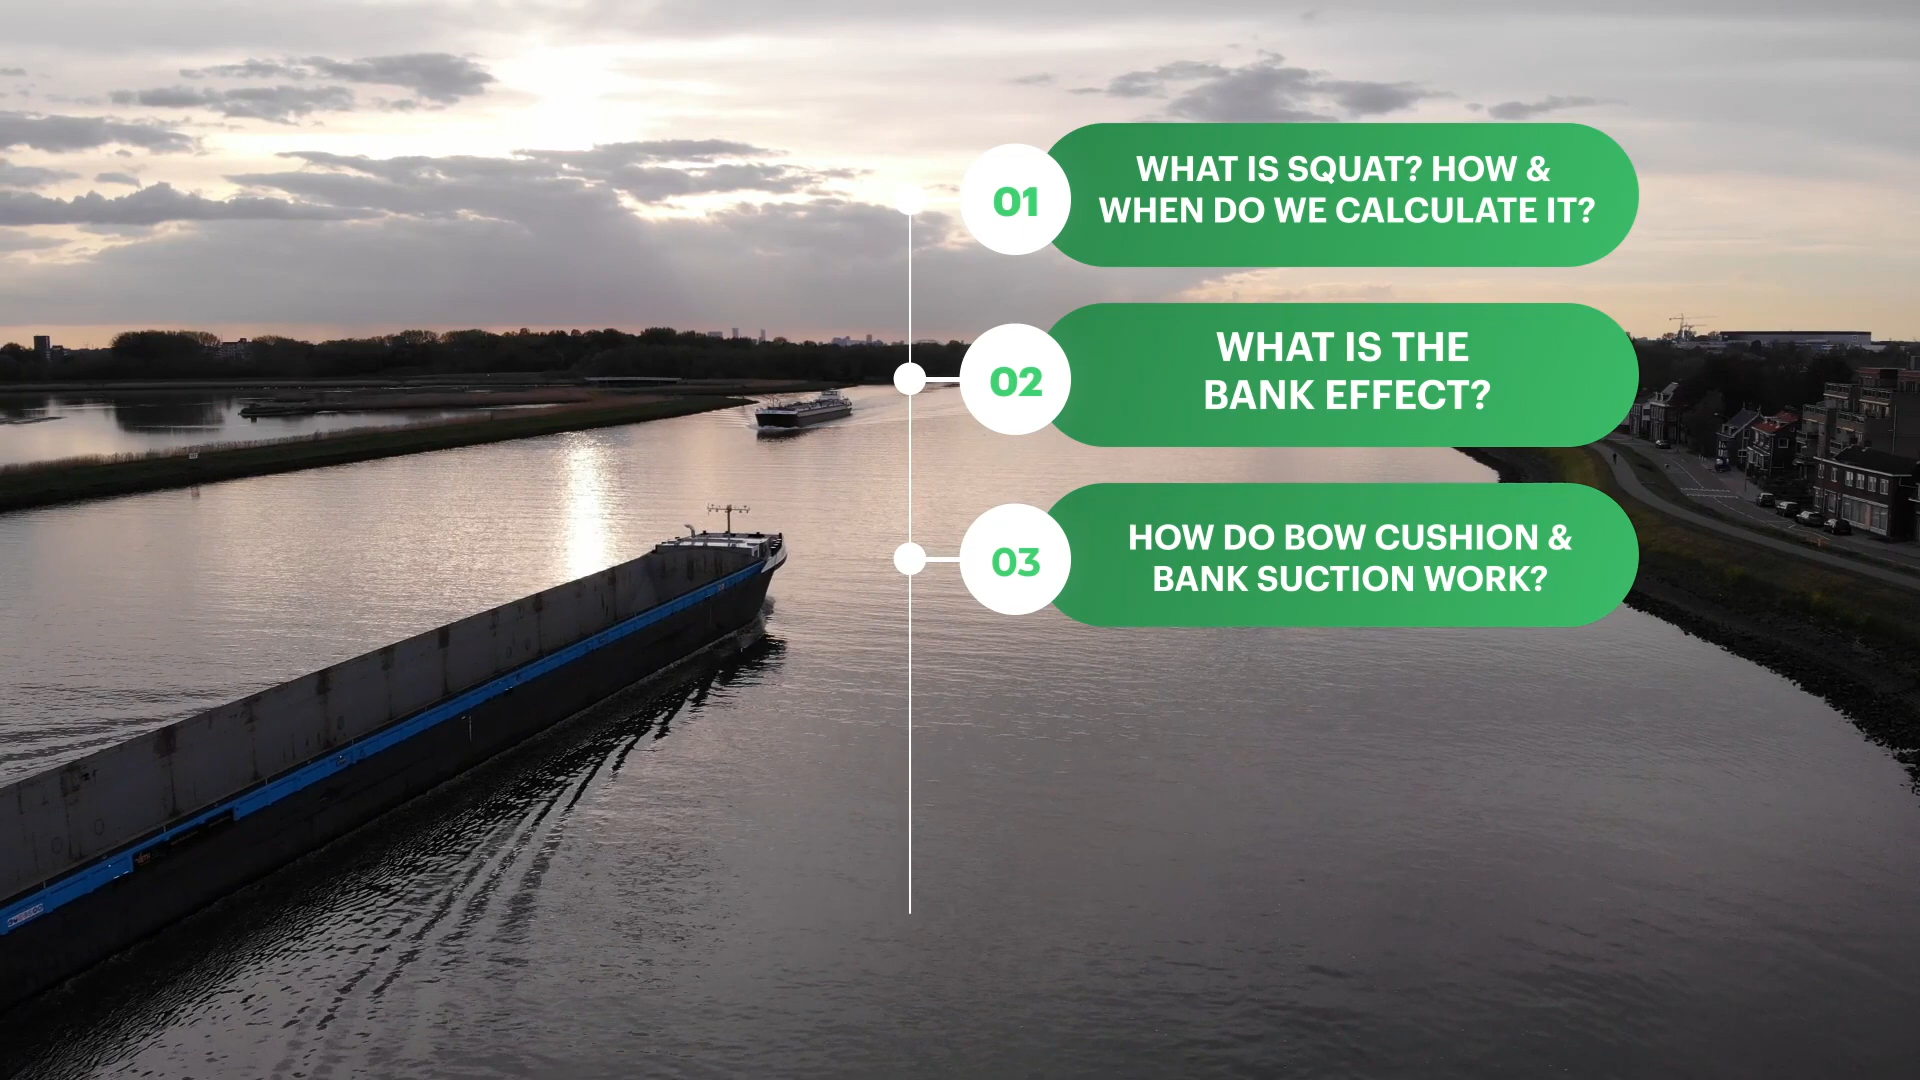 01
WHAT IS SQUAT? HOW &
WHEN DO WE CALCULATE IT?
02
WHAT IS THE
BANK EFFECT?
03
HOW DO BOW CUSHION &
BANK SUCTION WORK?